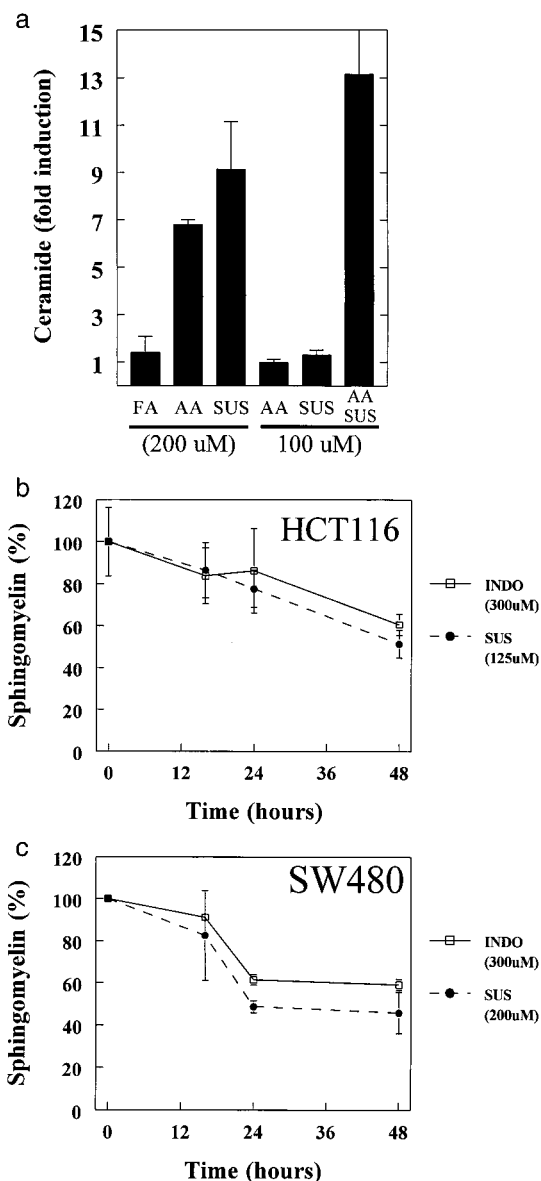 a
Ceramide (fold induction)
15
13
11
9
7
5
3
1
FA AA SUS AA SUS AA
SUS
(200 uM) 100 uM)
b
Sphingomyelin (%)
120
100
80
60
40
20
0
HCT116
0 12 24 36 48
Time (hours)
INDO
(300uM)
SUS
(125uM)
c
Sphingomyelin (%)
120
100
80
60
40
20
0
SW480
0 12 24 36 48
Time (hours)
INDO
(300uM)
SUS
(200uM)